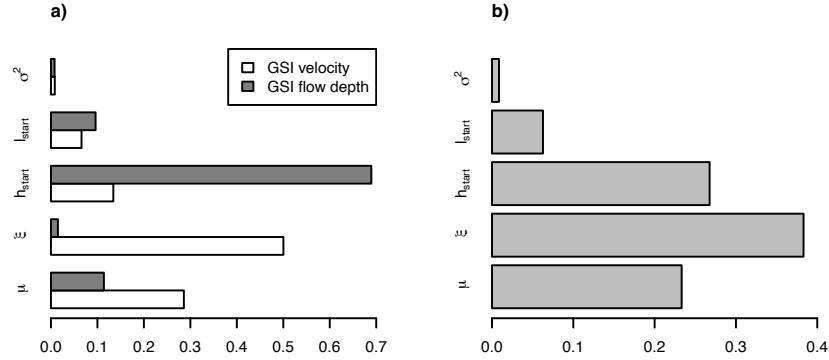 a)
GSI velocity
GSI flow depth
σ²
l_start
h_start
ξ
μ
0.0 0.1 0.2 0.3 0.4 0.5 0.6 0.7
b)
σ²
l_start
h_start
ξ
μ
0.0 0.1 0.2 0.3 0.4